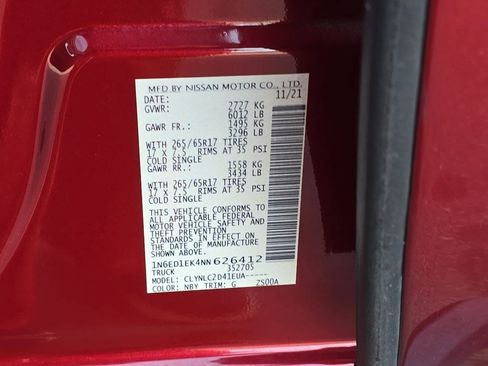 MFD BY NISSAN MOTOR CO., LTD.
DATE: 11/21
GVWR: 2727 KG
6012 LB
GAWR FR.: 1495 KG
3296 LB
WITH 265/65R17 TIRES
17 X 7.5 RIMS AT 35 PSI
COLD SINGLE
GAWR RR.: 1558 KG
3434 LB
WITH 265/65R17 TIRES
17 X 7.5 RIMS AT 35 PSI
COLD SINGLE
THIS VEHICLE CONFORMS TO
ALL APPLICABLE FEDERAL
MOTOR VEHICLE SAFETY AND
THEFT PREVENTION
STANDARDS IN EFFECT ON
THE DATE OF MANUFACTURE
SHOWN ABOVE.
1N6ED1EK4NN626412
TRUCK 352705
MODEL: CLYNLC2D41EUA-----
COLOR: NBY TRIM: G ZS00A